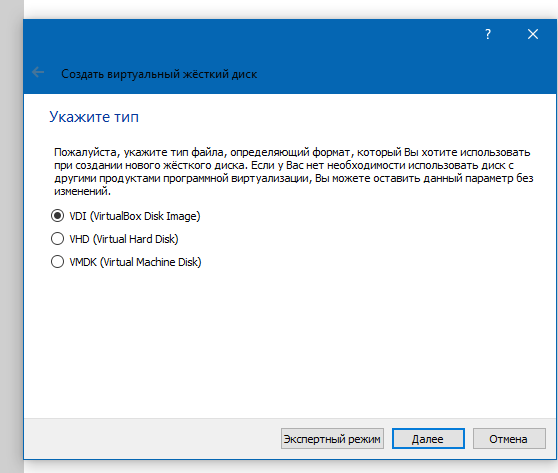 ?
Создать виртуальный жёсткий диск
Укажите тип
Пожалуйста, укажите тип файла, определяющий формат, который Вы хотите использовать
при создании нового жёсткого диска. Если у Вас нет необходимости использовать диск с
другими продуктами программной виртуализации, Вы можете оставить данный параметр без
изменений.
VDI (VirtualBox Disk Image)
VHD (Virtual Hard Disk)
VMDK (Virtual Machine Disk)
Экспертный режим Далее Отмена